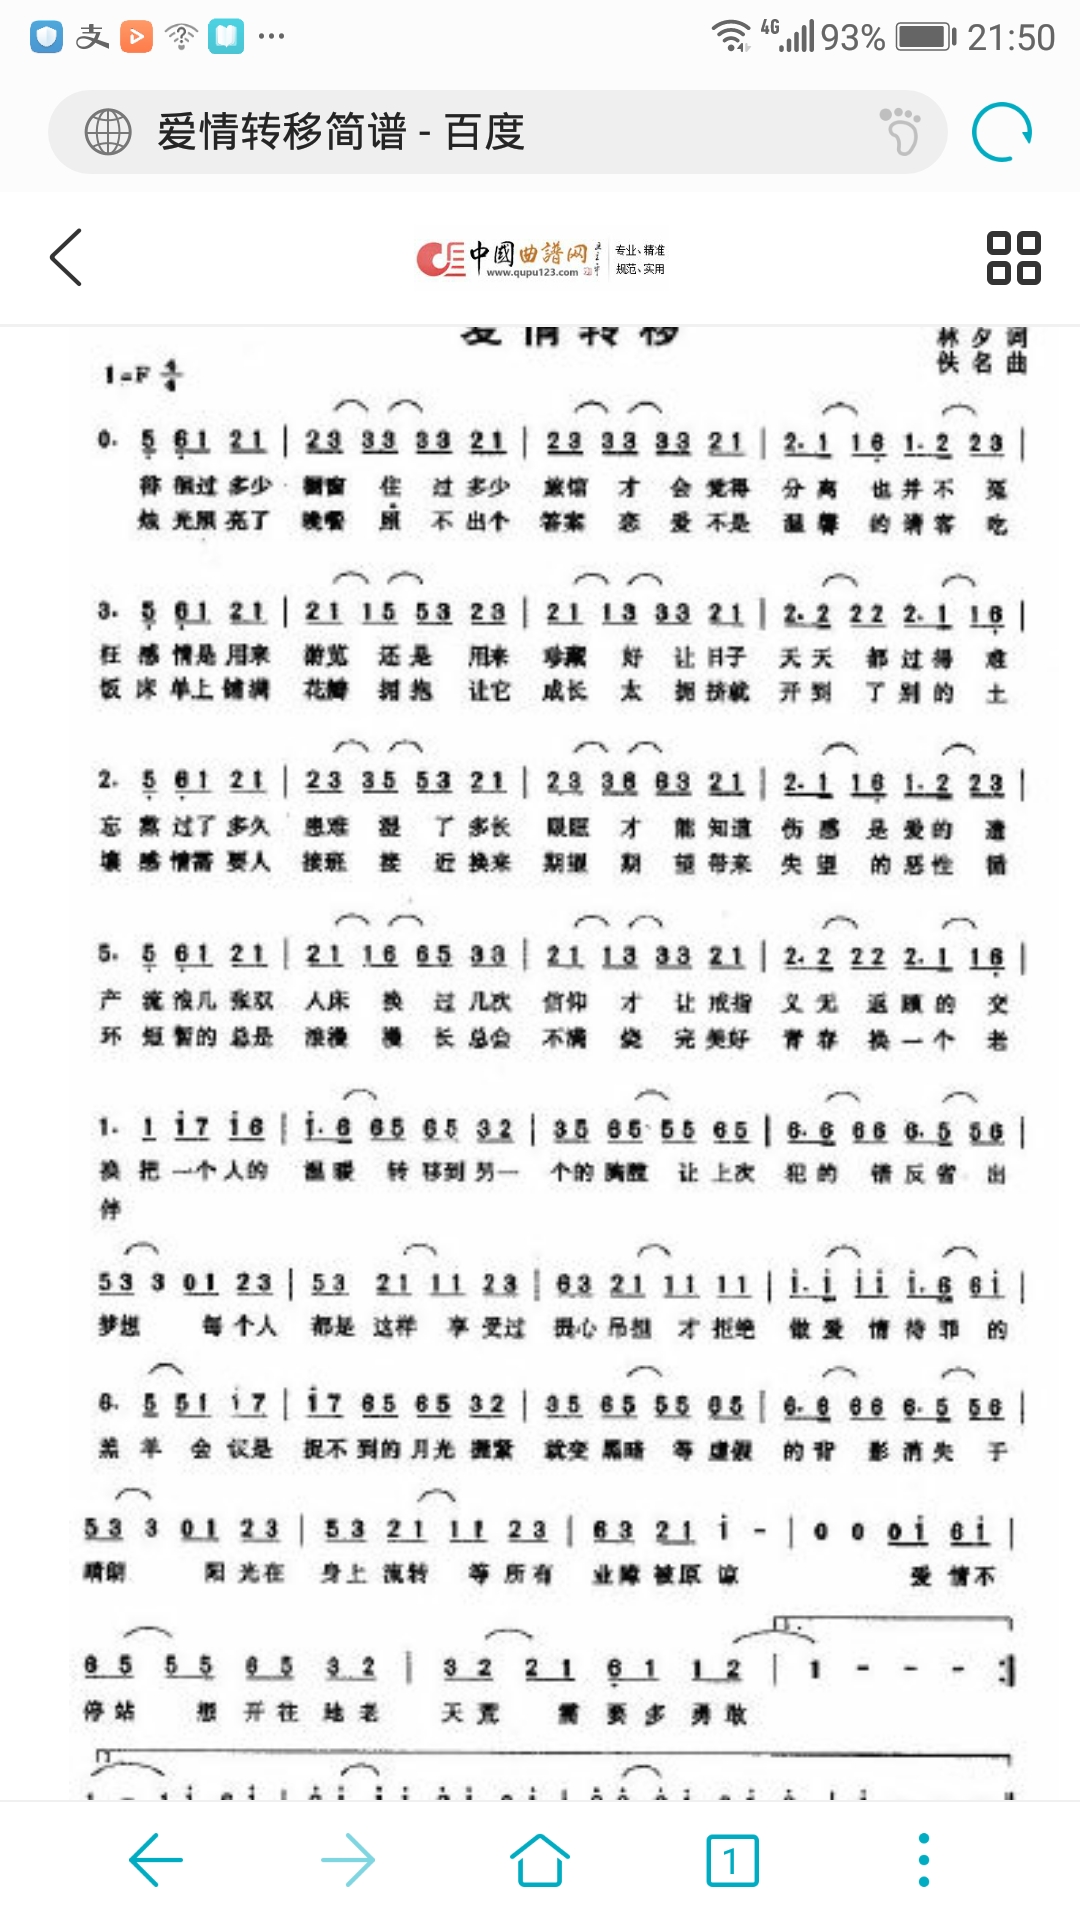 支 4G 93% 21:50
爱情转移简谱 - 百度
中國曲譜网 专业、精准
www.qupu123.com 规范、实用
爱情转移
林夕词
1=F 4/4 佚名曲
0. 5 61 21 | 23 33 33 21 | 23 33 33 21 | 2. 1 16 1. 2 23 |
徘徊过多少 橱窗 住 过多少 旅馆 才 会觉得 分离 也并不 冤
烛光照亮了 晚餐 照 不出个 答案 恋 爱不是 温馨 的请客 吃
3. 5 61 21 | 21 15 53 23 | 21 13 33 21 | 2. 2 22 2. 1 16 |
枉 感情是用来 游览 还是 用来 珍藏 好 让日子 天天 都过得 难
饭 床单上铺满 花瓣 拥抱 让它 成长 太 拥挤就 开到 了别的 土
2. 5 61 21 | 23 35 53 21 | 23 36 63 21 | 2. 1 16 1. 2 23 |
忘 熬过了多久 患难 湿 了多长 眼眶 才 能知道 伤感 是爱的 遗
壤 感情需要人 接班 接 近换来 期望 期 望带来 失望 的恶性 循
5. 5 61 21 | 21 16 65 33 | 21 13 33 21 | 2. 2 22 2. 1 16 |
产 流浪几张双 人床 换 过几次 信仰 才 让戒指 义无 返顾的 交
环 短暂的总是 浪漫 漫 长总会 不满 烧 完美好 青春 换一个 老
1. 1 i7 i6 | i. 6 65 65 32 | 35 65 55 65 | 6. 6 66 6. 5 56 |
换 把一个人的 温暖 转 移到另一 个的胸膛 让上次 犯的 错反省 出
伴
53 3 01 23 | 53 21 11 23 | 63 21 11 11 | i. i ii i. 6 6i |
梦想 每个人 都是这样 享受过 提心吊胆 才拒绝 做爱 情待罪 的
6. 5 51 i7 | i7 65 65 32 | 35 65 55 65 | 6. 6 66 6. 5 56 |
羔 羊 会议是 捉不到的月光 握紧 就变黑暗 等虚假 的背 影消失 于
53 3 01 23 | 53 21 11 23 | 63 21 i - | 0 0 0i 6i |
晴朗 阳光在 身上流转 等所有 业障被原谅 爱情不
65 55 65 32 | 32 21 61 12 | 1 - - - :|
停站 想开往地老 天荒 需要多勇敢
1